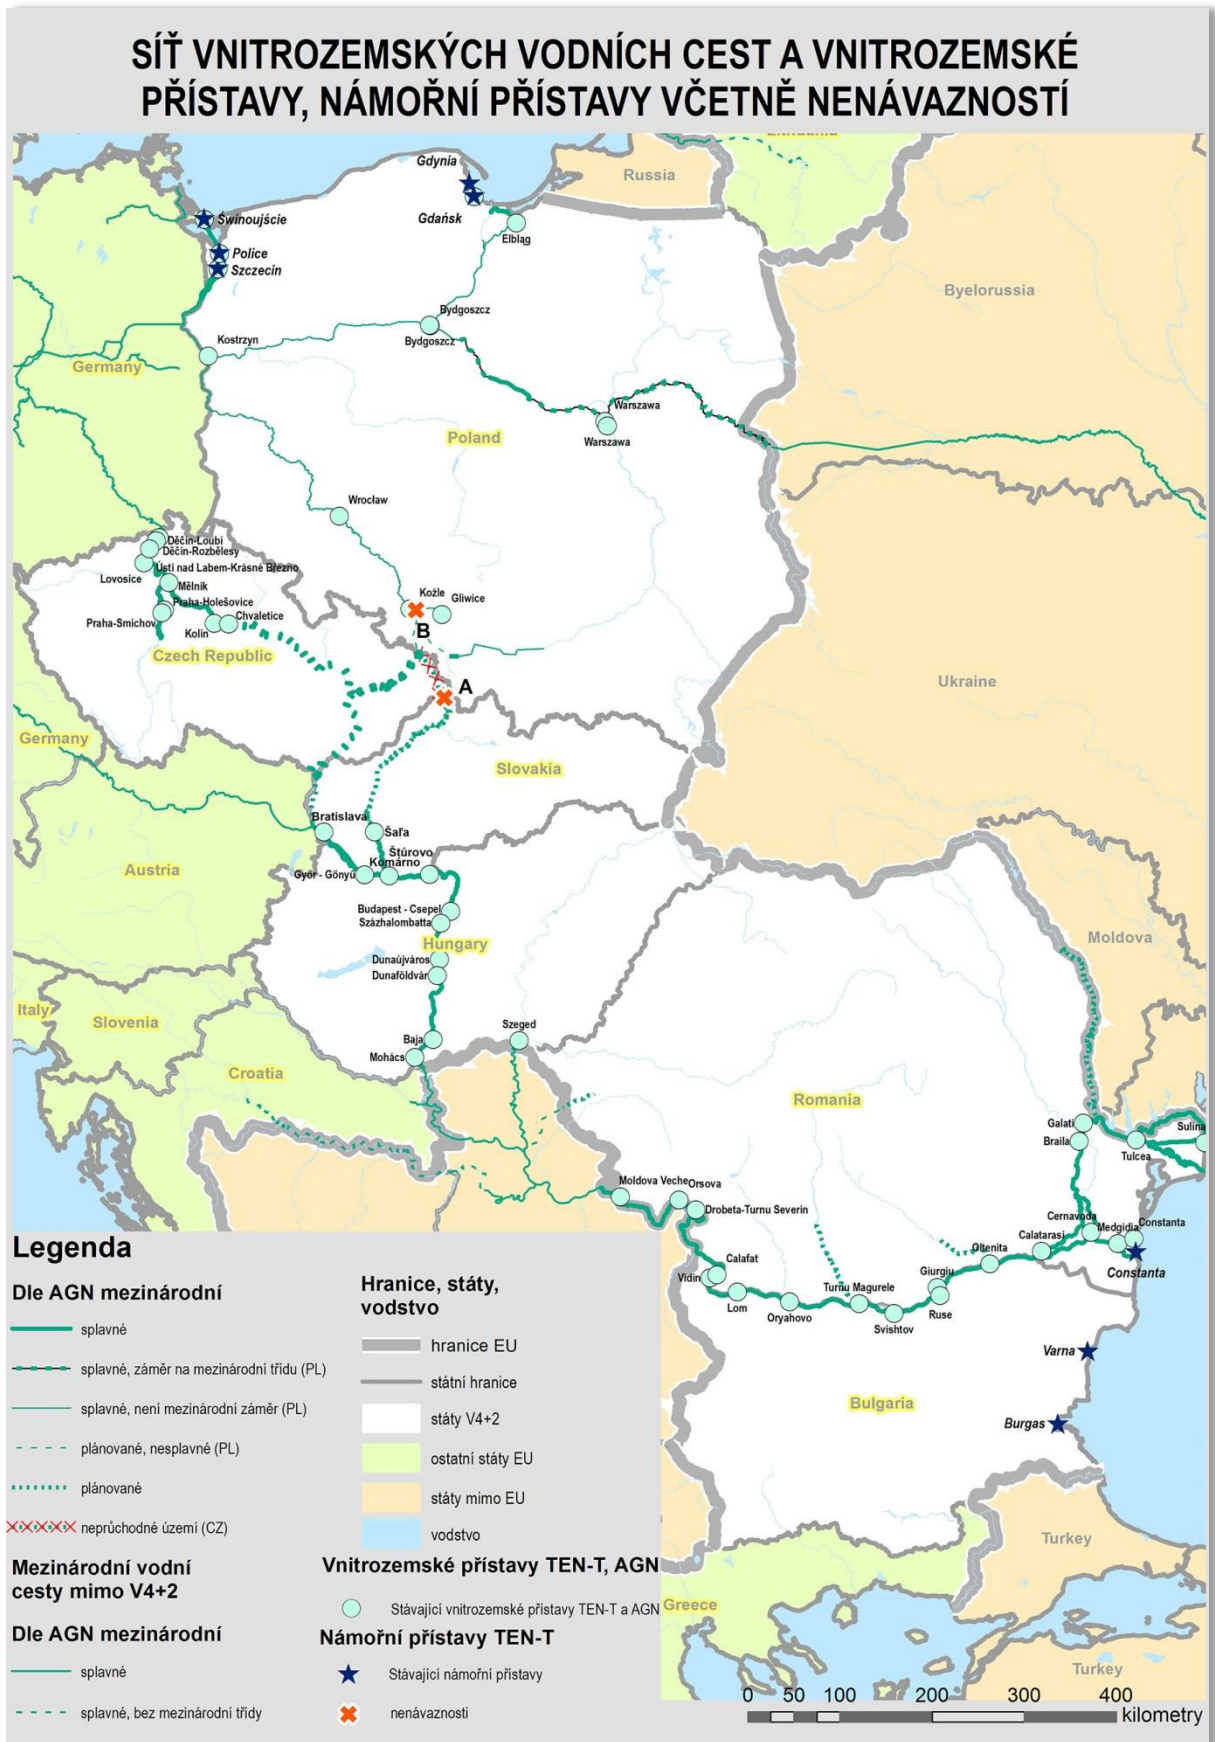 SÍŤ VNITROZEMSKÝCH VODNÍCH CEST A VNITROZEMSKÉ
PŘÍSTAVY, NÁMOŘNÍ PŘÍSTAVY VČETNĚ NENÁVAZNOSTÍ
Gdynia
Russia
Gdańsk
Świnoujście
Elbląg
Police
Szczecin
Byelorussia
Bydgoszcz
Kostrzyn
Bydgoszcz
Germany
Warszawa
Poland
Warszawa
Wrocław
Děčín-Loubí
Děčín-Rozbělesy
Ústí nad Labem-Krásné Březno
Lovosice
Mělník
Koźle
Gliwice
Praha-Holešovice
Praha-Smíchov
Chvaletice
Kolín
B
Czech Republic
A
Ukraine
Germany
Slovakia
Bratislava
Šaľa
Štúrovo
Komárno
Győr - Gönyű
Austria
Budapest - Csepel
Százhalombatta
Hungary
Moldova
Dunaújváros
Dunaföldvár
Italy
Slovenia
Szeged
Baja
Mohács
Croatia
Romania
Galati
Braila
Sulina
Tulcea
Moldova Veche
Orsova
Drobeta-Turnu Severin
Cernavoda
Medgidia
Constanta
Calatarasi
Oltenita
Constanta
Calafat
Vidin
Giurgiu
Turnu Magurele
Lom
Oryahovo
Ruse
Svishtov
Varna
Bulgaria
Burgas
Turkey
Greece
Turkey
Legenda
Dle AGN mezinárodní
splavné
splavné, záměr na mezinárodní třídu (PL)
splavné, není mezinárodní záměr (PL)
plánované, nesplavné (PL)
plánované
neprůchodné území (CZ)
Mezinárodní vodní
cesty mimo V4+2
Dle AGN mezinárodní
splavné
splavné, bez mezinárodní třídy
Hranice, státy,
vodstvo
hranice EU
státní hranice
státy V4+2
ostatní státy EU
státy mimo EU
vodstvo
Vnitrozemské přístavy TEN-T, AGN
Stávající vnitrozemské přístavy TEN-T a AGN
Námořní přístavy TEN-T
Stávající námořní přístavy
nenávaznosti
0 50 100 200 300 400
kilometry